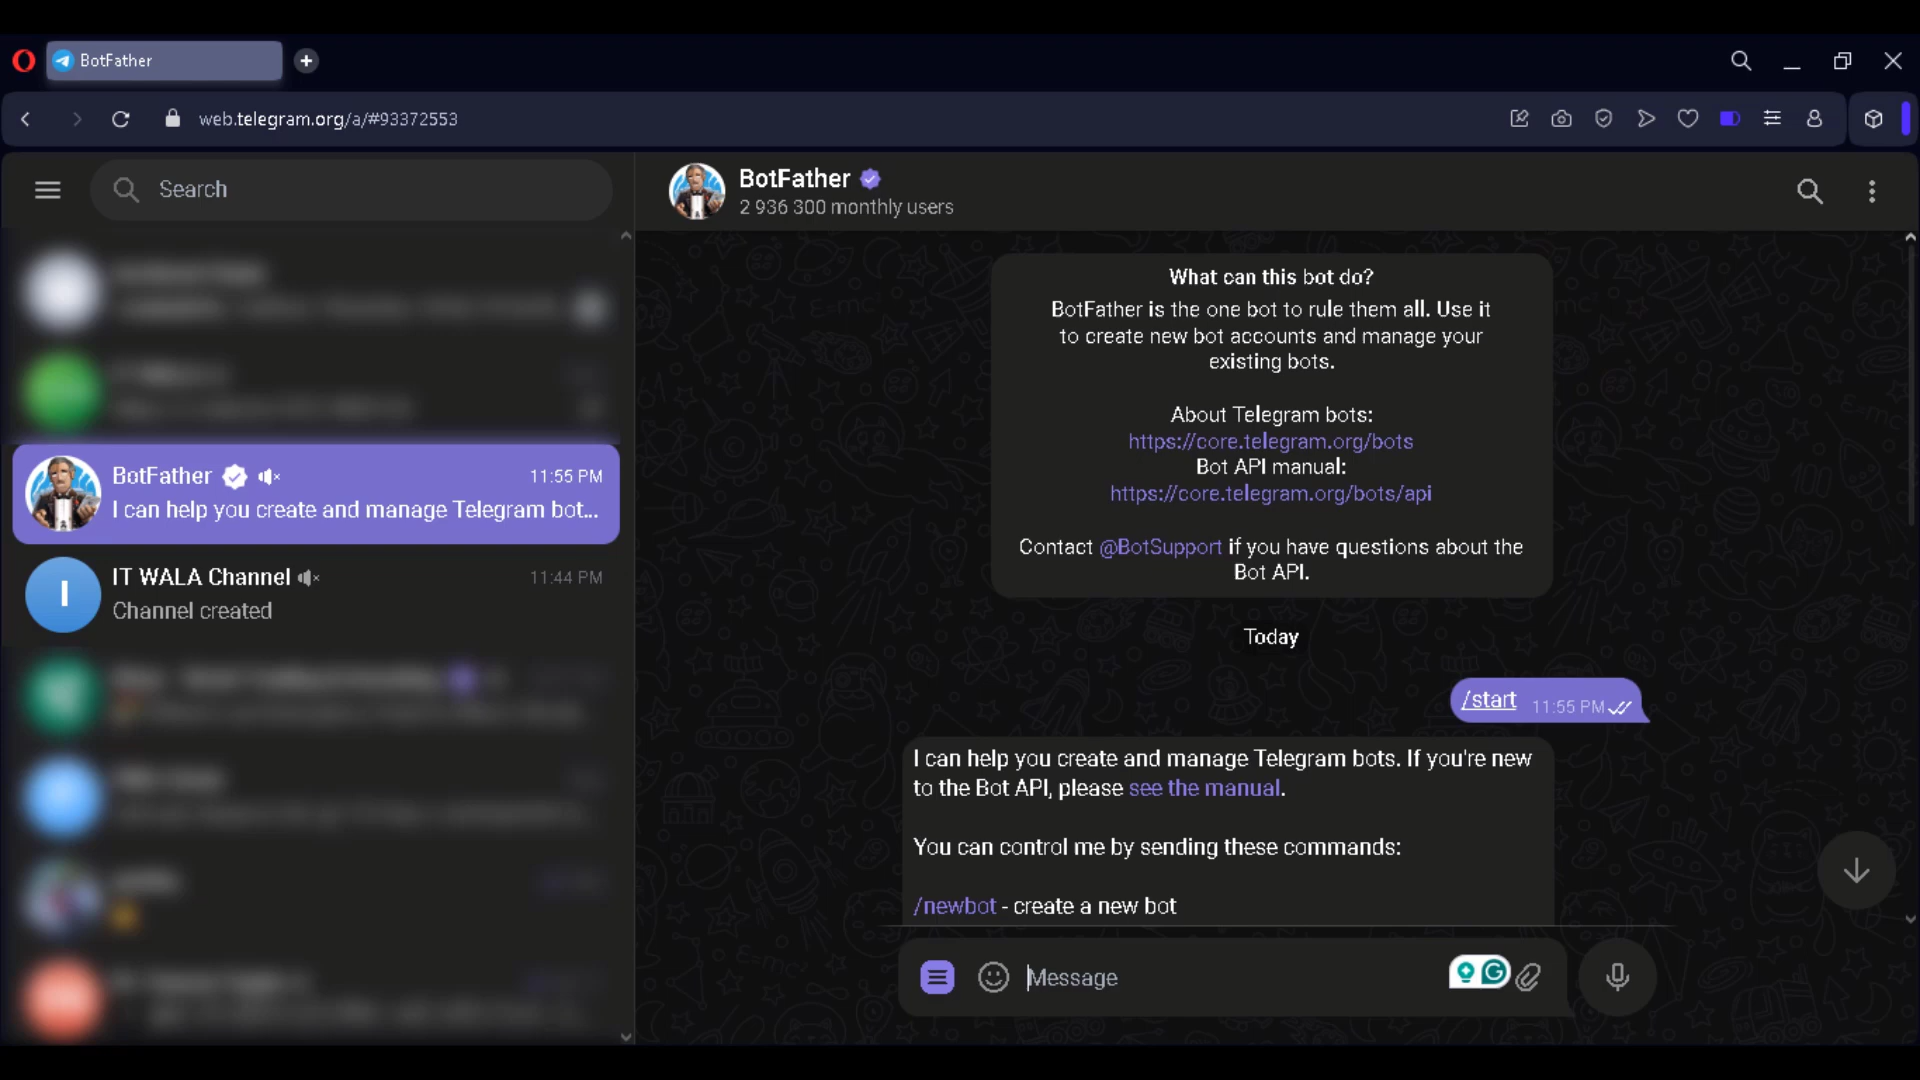 BotFather
web.telegram.org/a/#93372553
Search
BotFather
11:55 PM
I can help you create and manage Telegram bot...
IT WALA Channel
11:44 PM
Channel created
I
BotFather
2 936 300 monthly users
What can this bot do?
BotFather is the one bot to rule them all. Use it
to create new bot accounts and manage your
existing bots.
About Telegram bots:
https://core.telegram.org/bots
Bot API manual:
https://core.telegram.org/bots/api
Contact @BotSupport if you have questions about the
Bot API.
Today
/start 11:55 PM
I can help you create and manage Telegram bots. If you're new
to the Bot API, please see the manual.
You can control me by sending these commands:
/newbot - create a new bot
Message